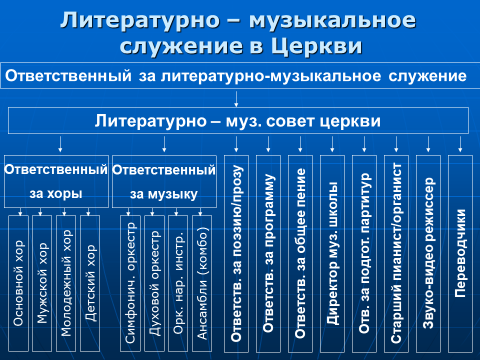 Литературно – музыкальное
служение в Церкви
Ответственный за литературно-музыкальное служение
Литературно – муз. совет церкви
Ответственный
за хоры
Ответственный
за музыку
Основной хор
Мужской хор
Молодежный хор
Детский хор
Симфонич. оркестр
Духовой оркестр
Орк. нар. инстр.
Ансамбли (комбо)
Ответств. за поэзию/прозу
Ответств. за программу
Ответств. за общее пение
Директор муз. школы
Отв. за подгот. партитур
Старший пианист/органист
Звуко-видео режиссер
Переводчики